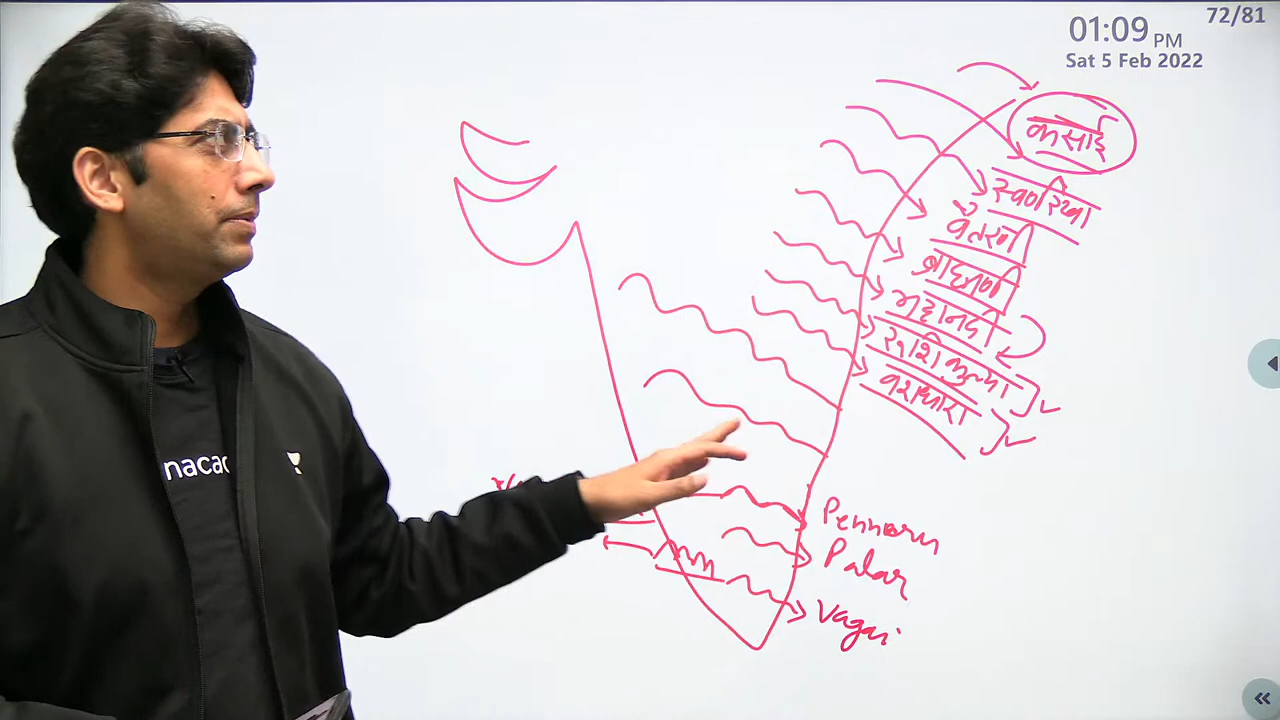 72/81
01:09 PM
Sat 5 Feb 2022
कसाई
स्वर्णरेखा
वैतरणी
ब्राह्मणी
महानदी
रूशिकुल्या
वंशधारा
Pennaru
Palar
Vagai
nacad